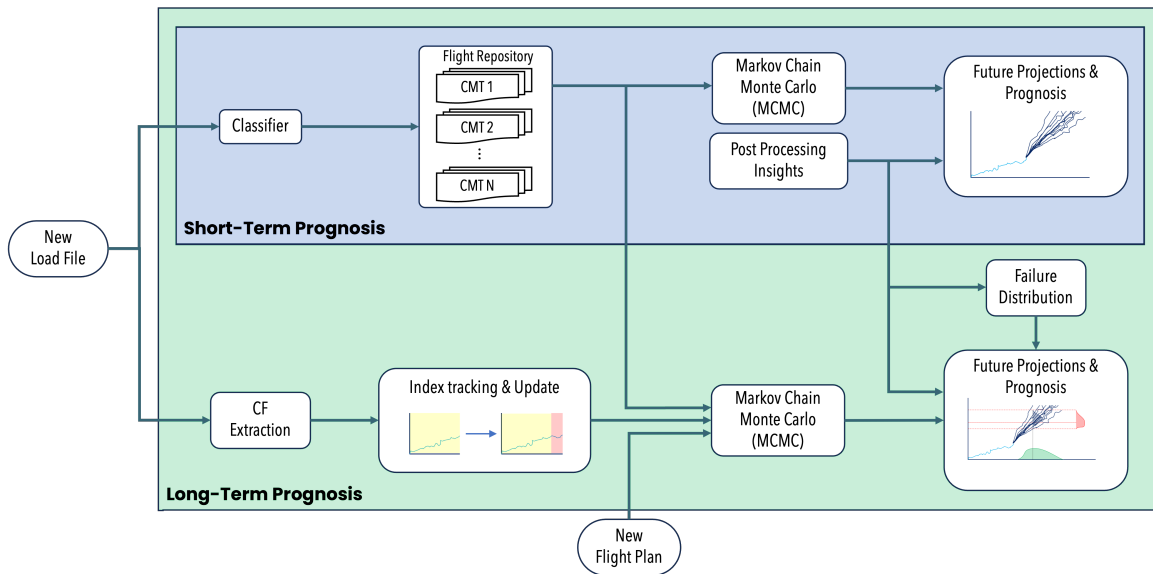 Flight Repository
CMT 1
CMT 2
CMT N
Classifier
Markov Chain
Monte Carlo
(MCMC)
Post Processing
Insights
Future Projections &
Prognosis
Short-Term Prognosis
New
Load File
Failure
Distribution
CF
Extraction
Index tracking & Update
Markov Chain
Monte Carlo
(MCMC)
Future Projections &
Prognosis
Long-Term Prognosis
New
Flight Plan